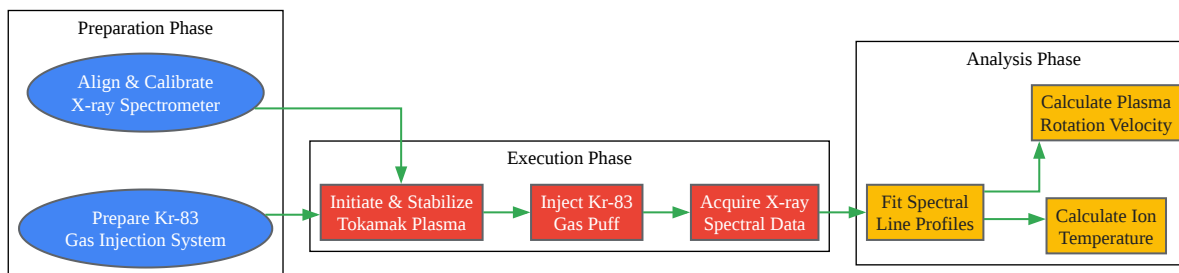 Preparation Phase
Align & Calibrate
X-ray Spectrometer
Prepare Kr-83
Gas Injection System
Execution Phase
Initiate & Stabilize
Tokamak Plasma
Inject Kr-83
Gas Puff
Acquire X-ray
Spectral Data
Analysis Phase
Fit Spectral
Line Profiles
Calculate Plasma
Rotation Velocity
Calculate Ion
Temperature